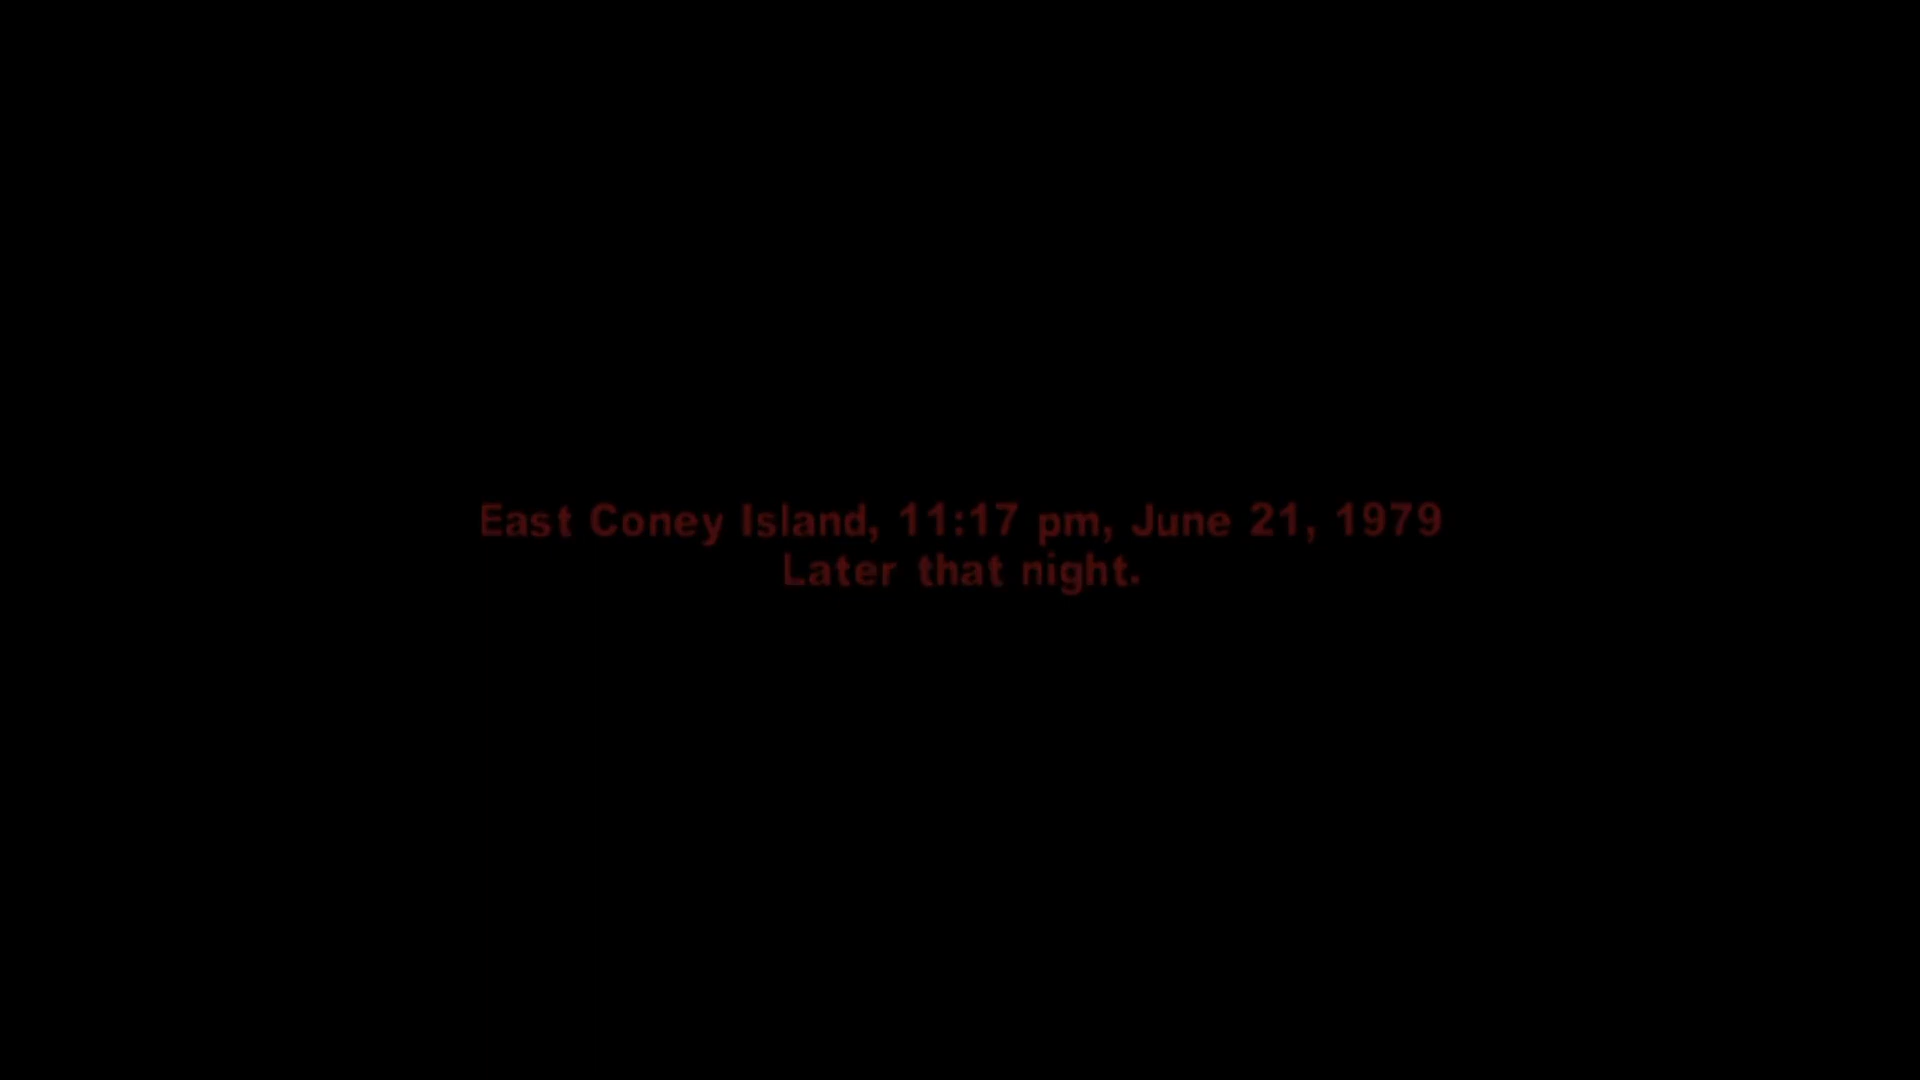 East Coney Island, 11:17 pm, June 21, 1979
Later that night.